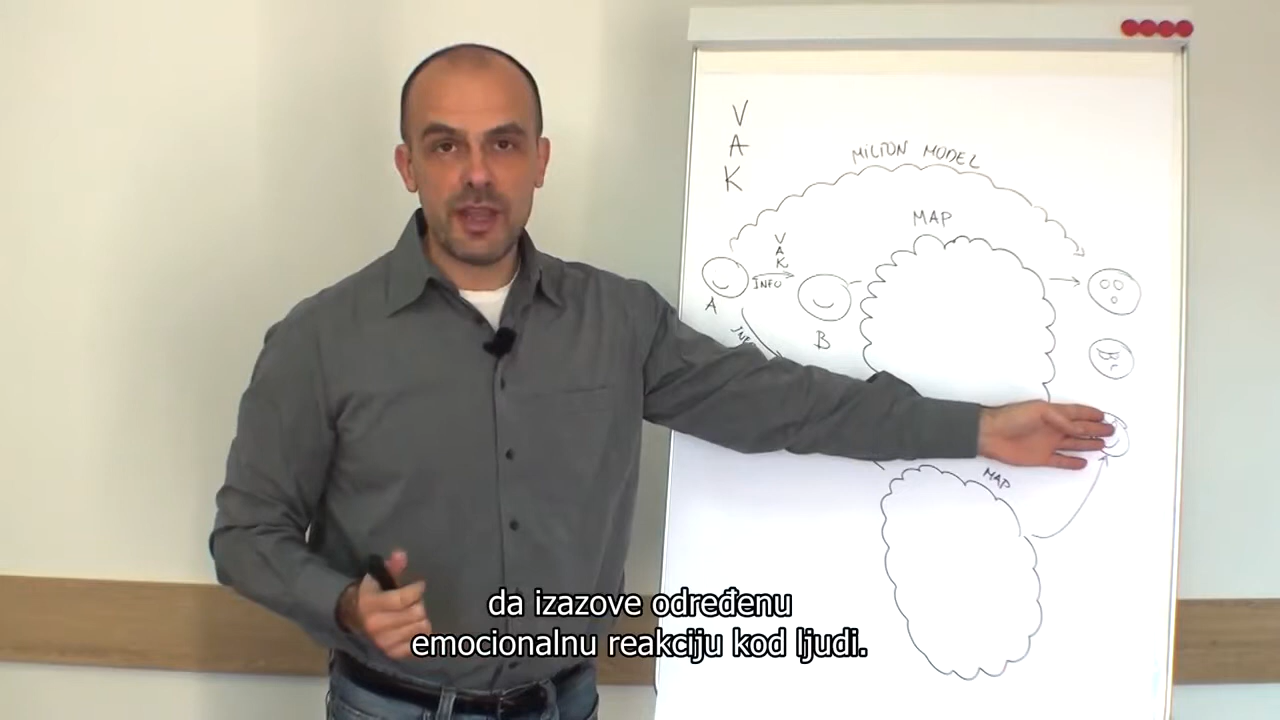 V
A
K
MILTON MODEL
MAP
V
A
K
INFO
A
B
MAP
da izazove određenu
emocionalnu reakciju kod ljudi.